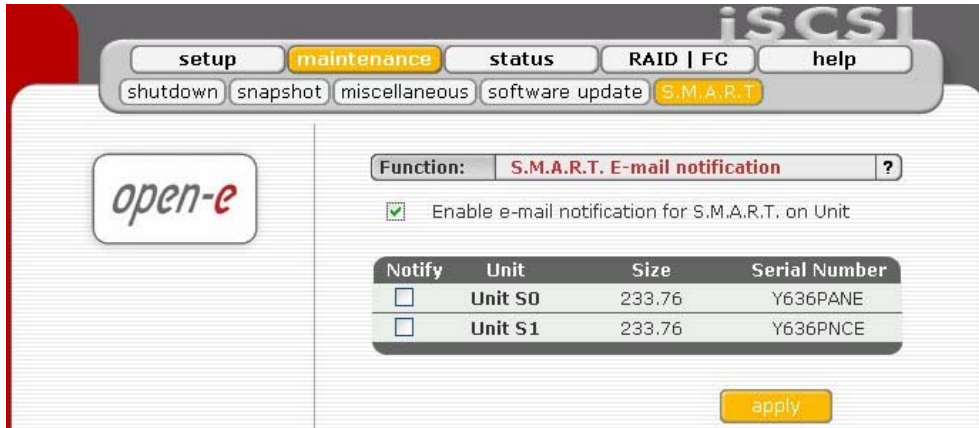 iSCSI
setup maintenance status RAID | FC help
shutdown snapshot miscellaneous software update S.M.A.R.T
open-e
Function: S.M.A.R.T. E-mail notification ?
Enable e-mail notification for S.M.A.R.T. on Unit
Notify Unit Size Serial Number
Unit S0 233.76 Y636PANE
Unit S1 233.76 Y636PNCE
apply